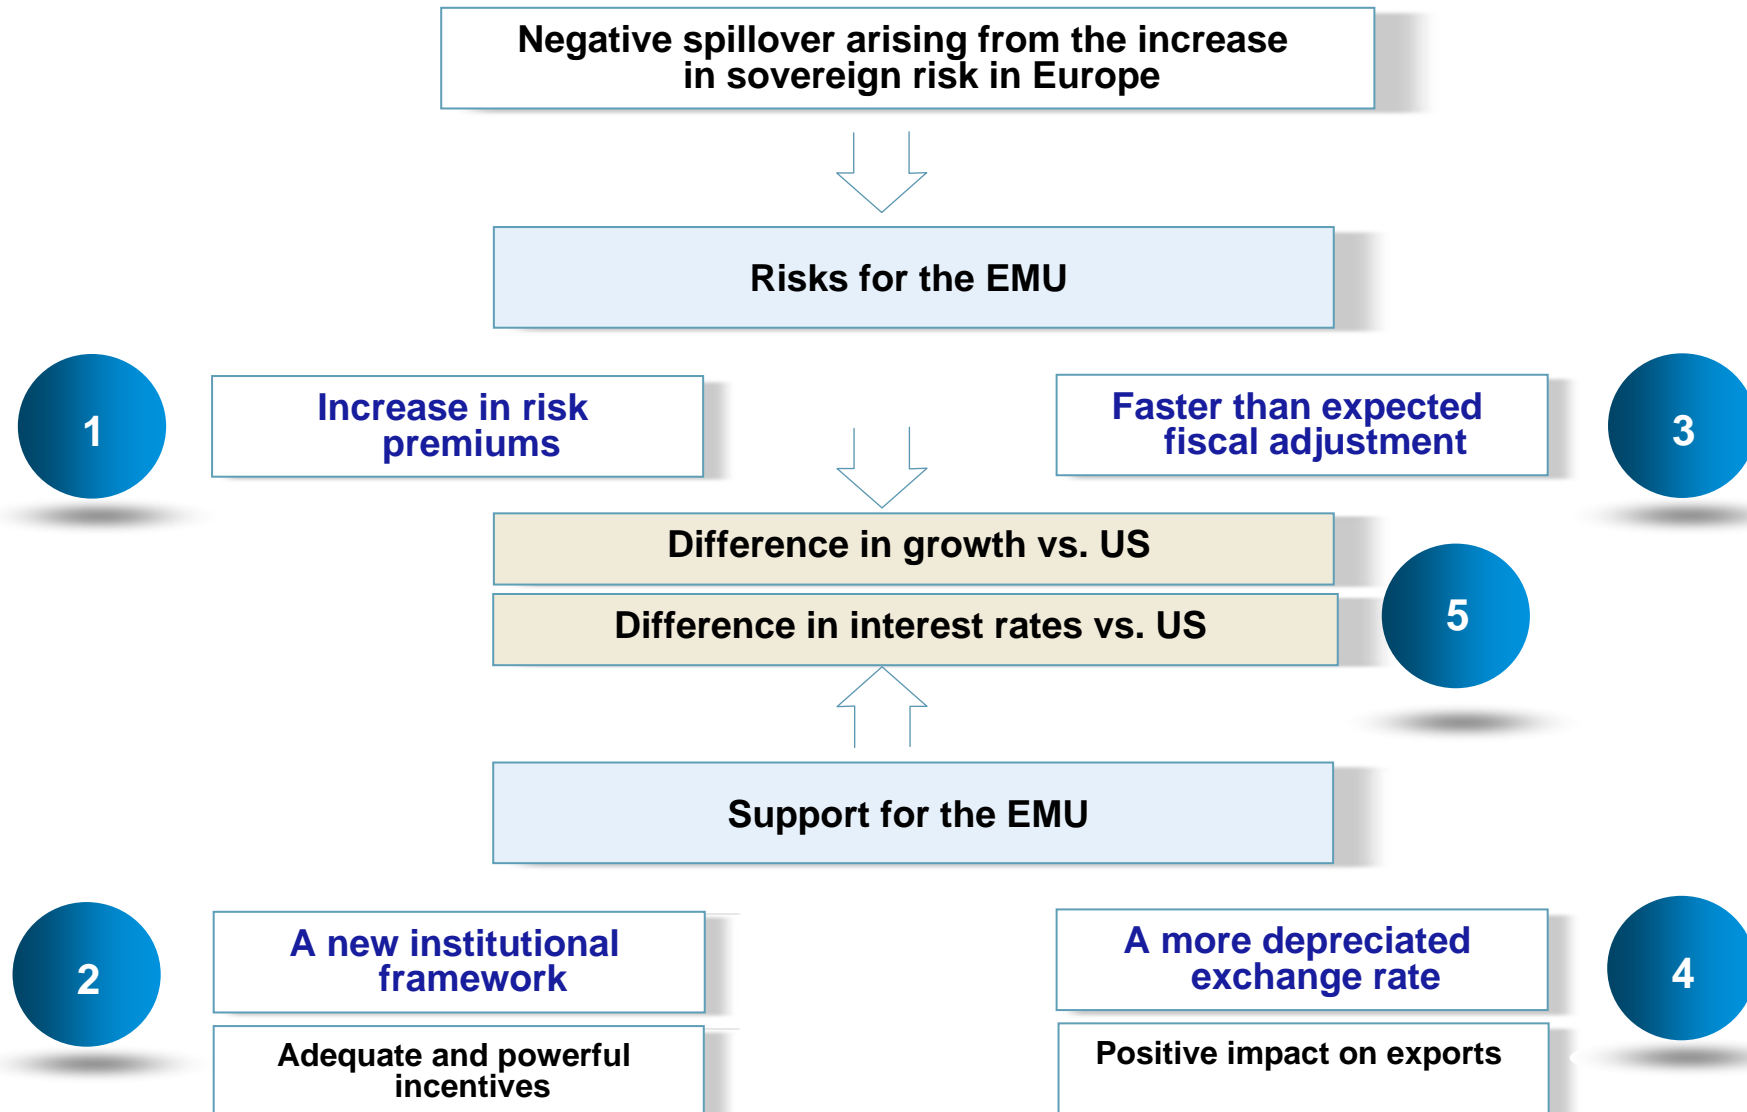 Negative spillover arising from the increase
in sovereign risk in Europe
Risks for the EMU
1
Increase in risk
premiums
Faster than expected
fiscal adjustment
3
Difference in growth vs. US
Difference in interest rates vs. US
5
Support for the EMU
2
A new institutional
framework
A more depreciated
exchange rate
4
Adequate and powerful
incentives
Positive impact on exports